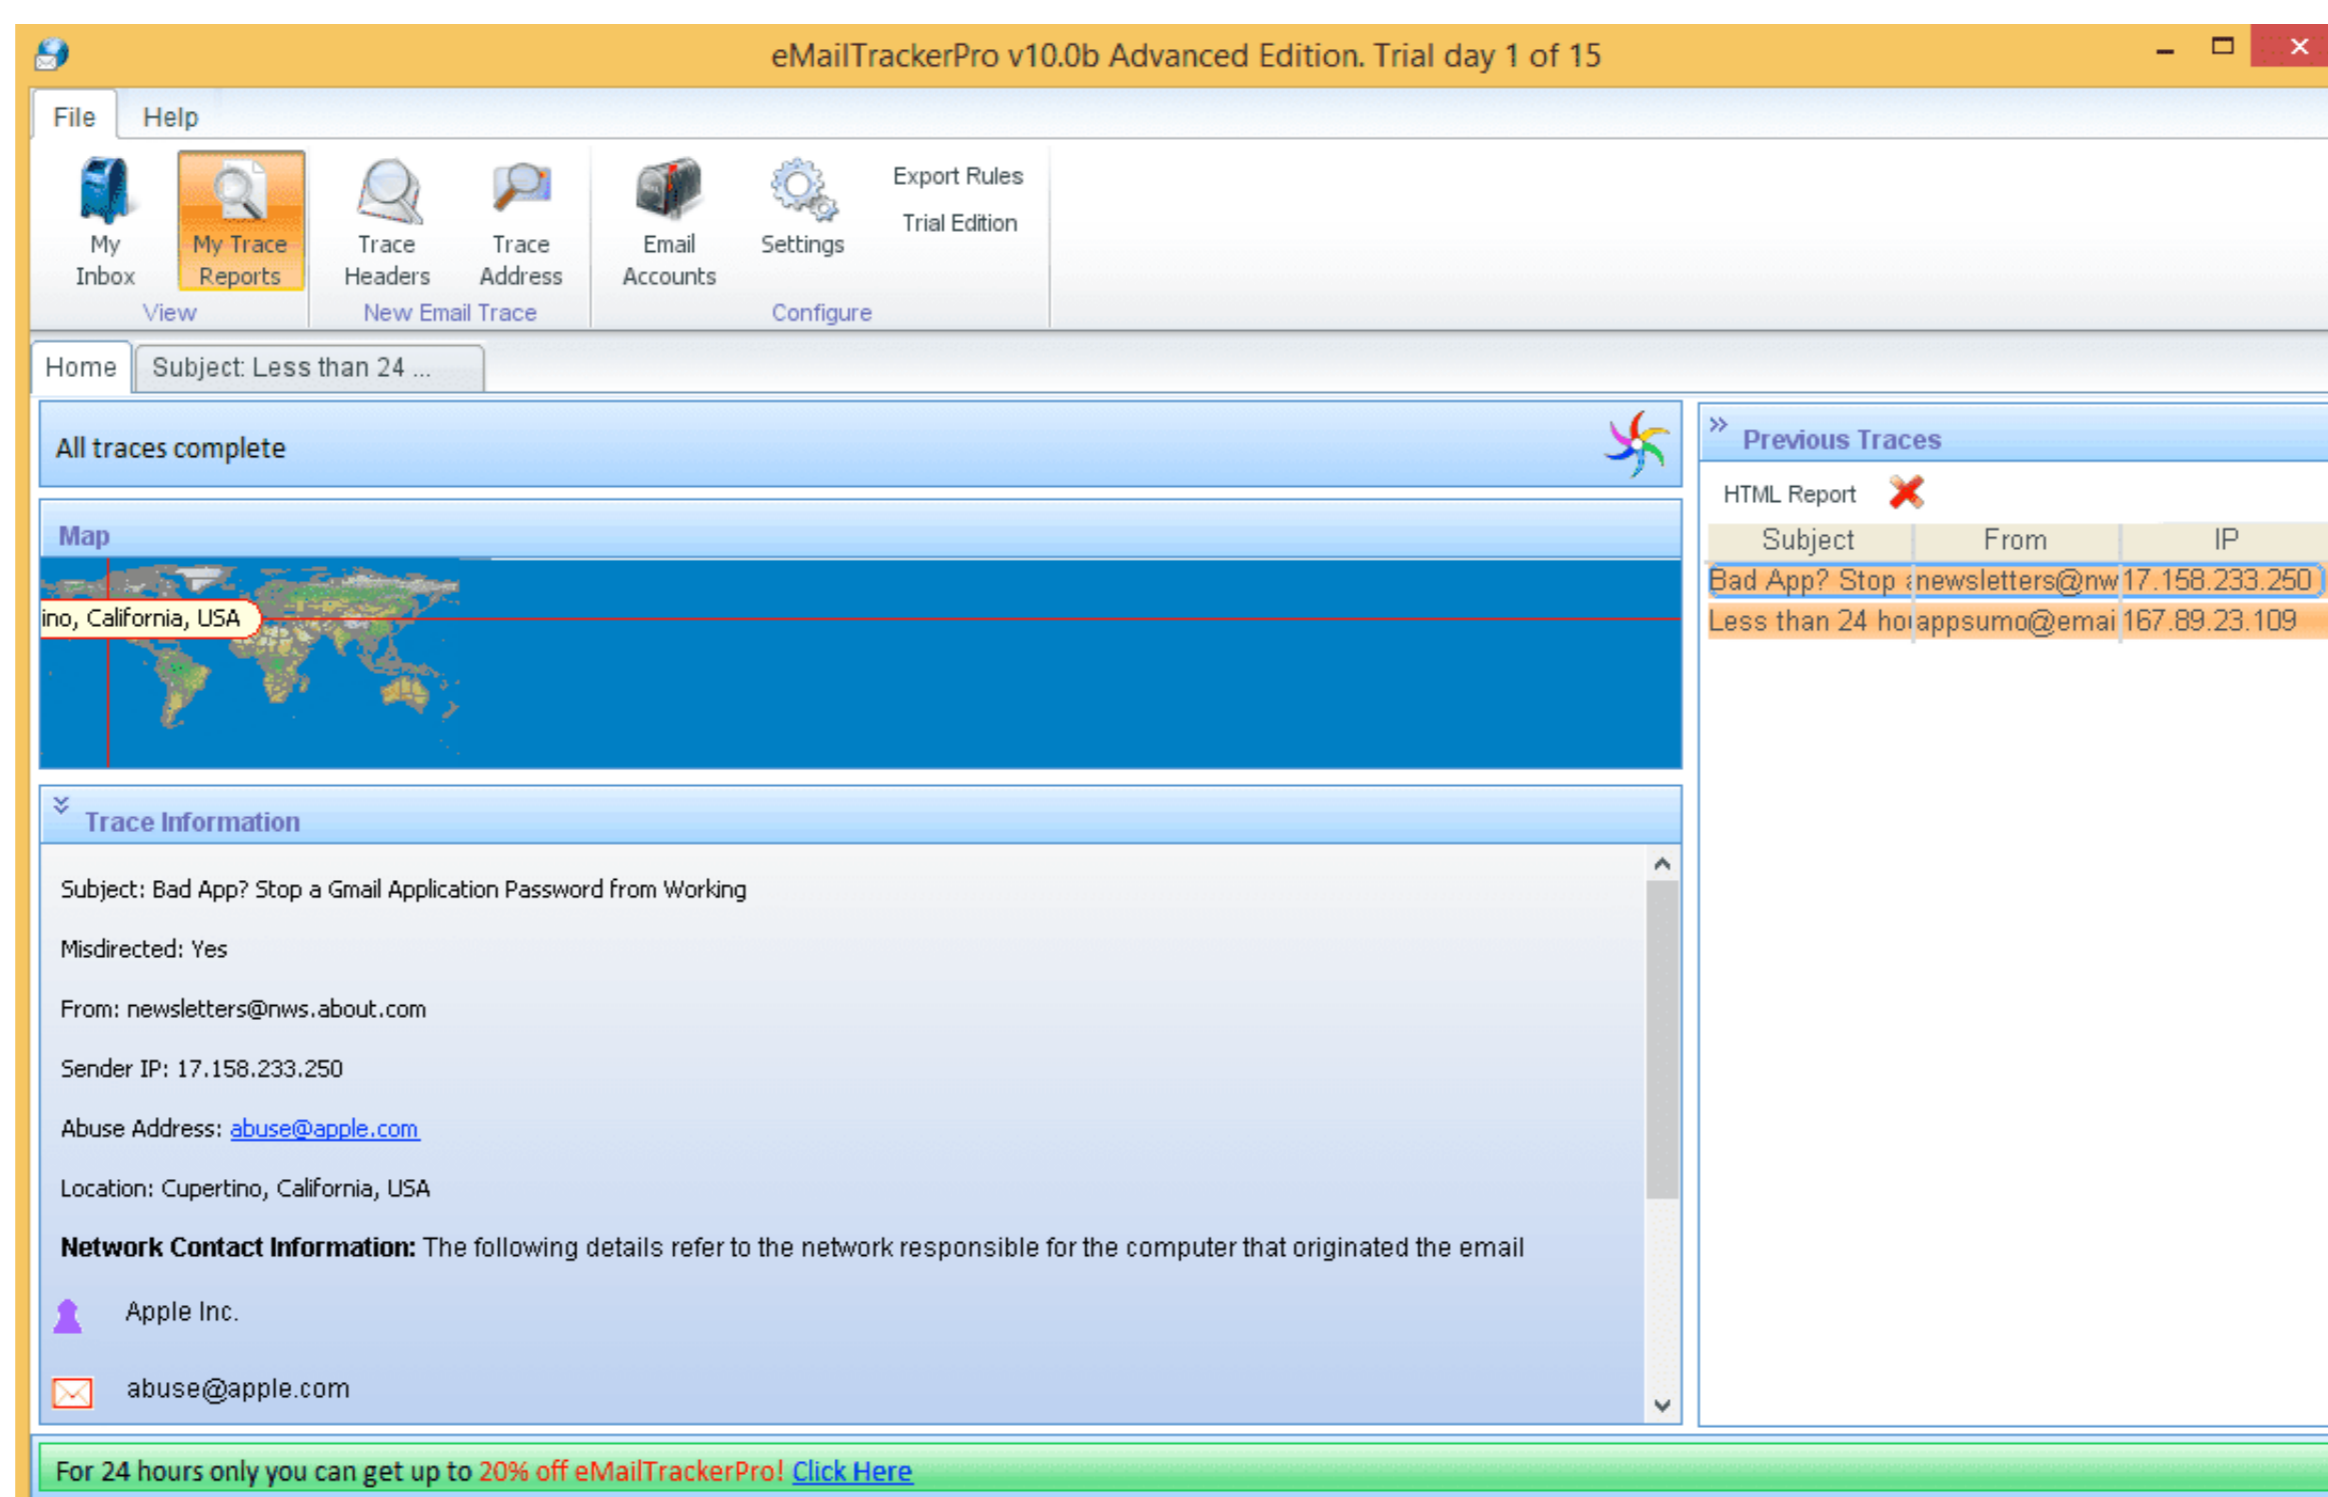 eMailTrackerPro v10.0b Advanced Edition. Trial day 1 of 15
File Help
My Inbox
My Trace Reports
Trace Headers
Trace Address
Email Accounts
Settings
Export Rules
Trial Edition
View
New Email Trace
Configure
Home
Subject: Less than 24 ...
All traces complete
Map
ino, California, USA
Trace Information
Subject: Bad App? Stop a Gmail Application Password from Working
Misdirected: Yes
From: newsletters@nws.about.com
Sender IP: 17.158.233.250
Abuse Address: abuse@apple.com
Location: Cupertino, California, USA
Network Contact Information: The following details refer to the network responsible for the computer that originated the email
Apple Inc.
abuse@apple.com
Previous Traces
HTML Report
Subject From IP
Bad App? Stop a newsletters@nw 17.158.233.250
Less than 24 hou appsumo@emai 167.89.23.109
For 24 hours only you can get up to 20% off eMailTrackerPro! Click Here